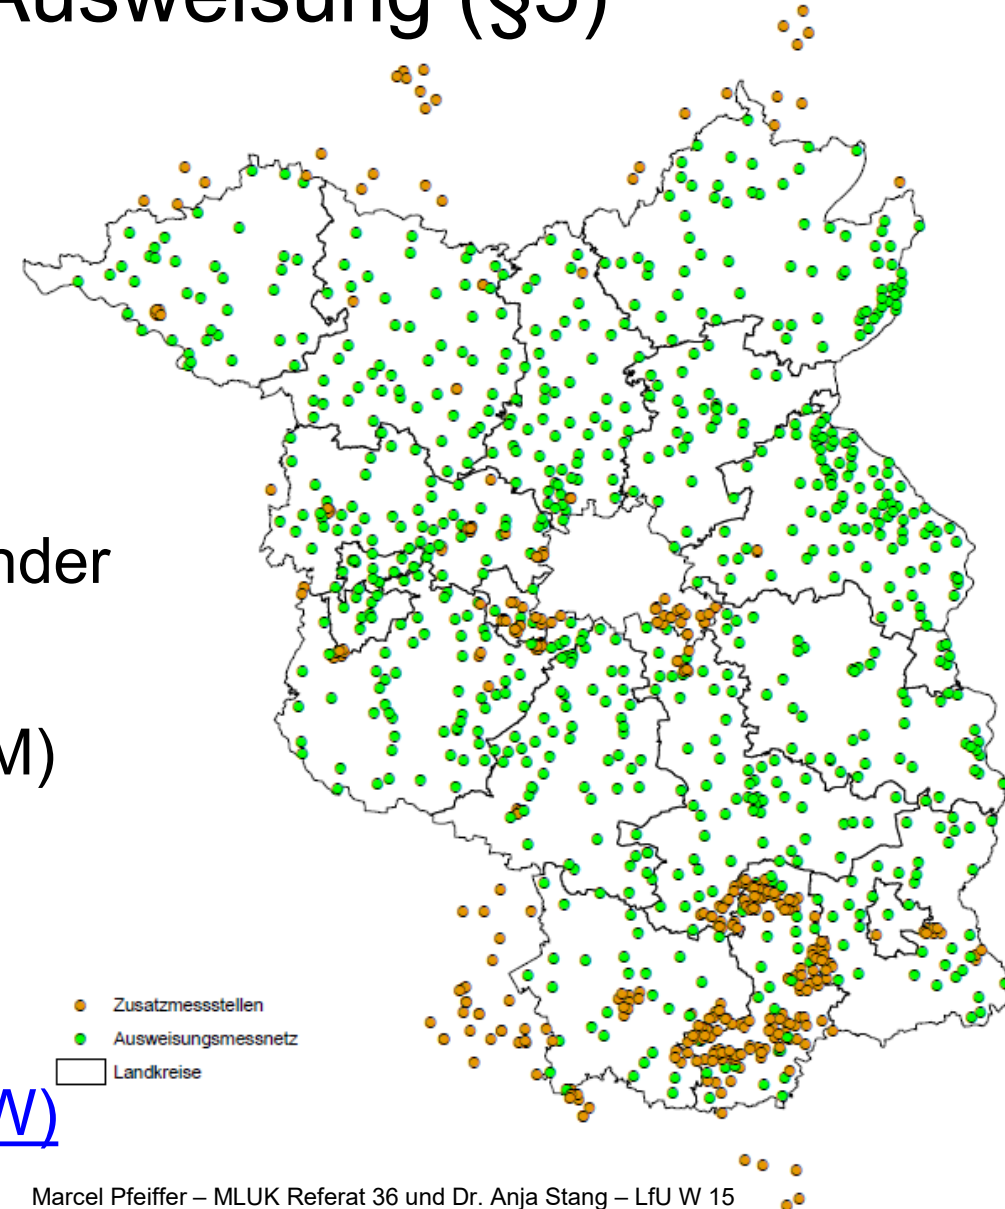 Ausweisung (§5)
nder
M)
Zusatzmessstellen
Ausweisungsmessnetz
Landkreise
W)
Marcel Pfeiffer – MLUK Referat 36 und Dr. Anja Stang – LfU W 15